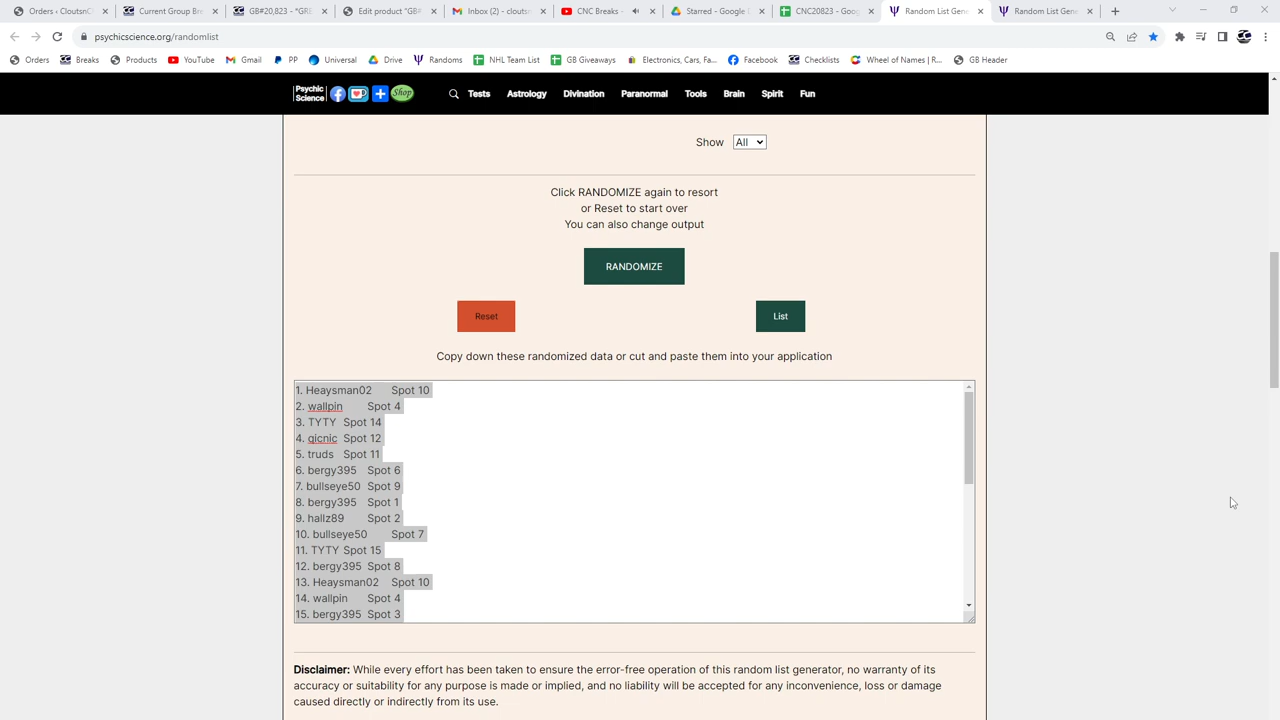 Orders ‹ CloutsnC
Current Group Bre
GB#20,823 - "GRE
Edit product "GB#
Inbox (2) - cloutsn
CNC Breaks -
Starred - Google D
CNC20823 - Goog
Random List Gene
Random List Gene
psychicscience.org/randomlist
Orders
Breaks
Products
YouTube
Gmail
PP
Universal
Drive
Randoms
NHL Team List
GB Giveaways
Electronics, Cars, Fa...
Facebook
Checklists
Wheel of Names | R...
GB Header
Psychic
Science
Shop
Tests
Astrology
Divination
Paranormal
Tools
Brain
Spirit
Fun
Show All
Click RANDOMIZE again to resort
or Reset to start over
You can also change output
RANDOMIZE
Reset
List
Copy down these randomized data or cut and paste them into your application
1. Heaysman02 Spot 10
2. wallpin Spot 4
3. TYTY Spot 14
4. qicnic Spot 12
5. truds Spot 11
6. bergy395 Spot 6
7. bullseye50 Spot 9
8. bergy395 Spot 1
9. hallz89 Spot 2
10. bullseye50 Spot 7
11. TYTY Spot 15
12. bergy395 Spot 8
13. Heaysman02 Spot 10
14. wallpin Spot 4
15. bergy395 Spot 3
Disclaimer: While every effort has been taken to ensure the error-free operation of this random list generator, no warranty of its
accuracy or suitability for any purpose is made or implied, and no liability will be accepted for any inconvenience, loss or damage
caused directly or indirectly from its use.